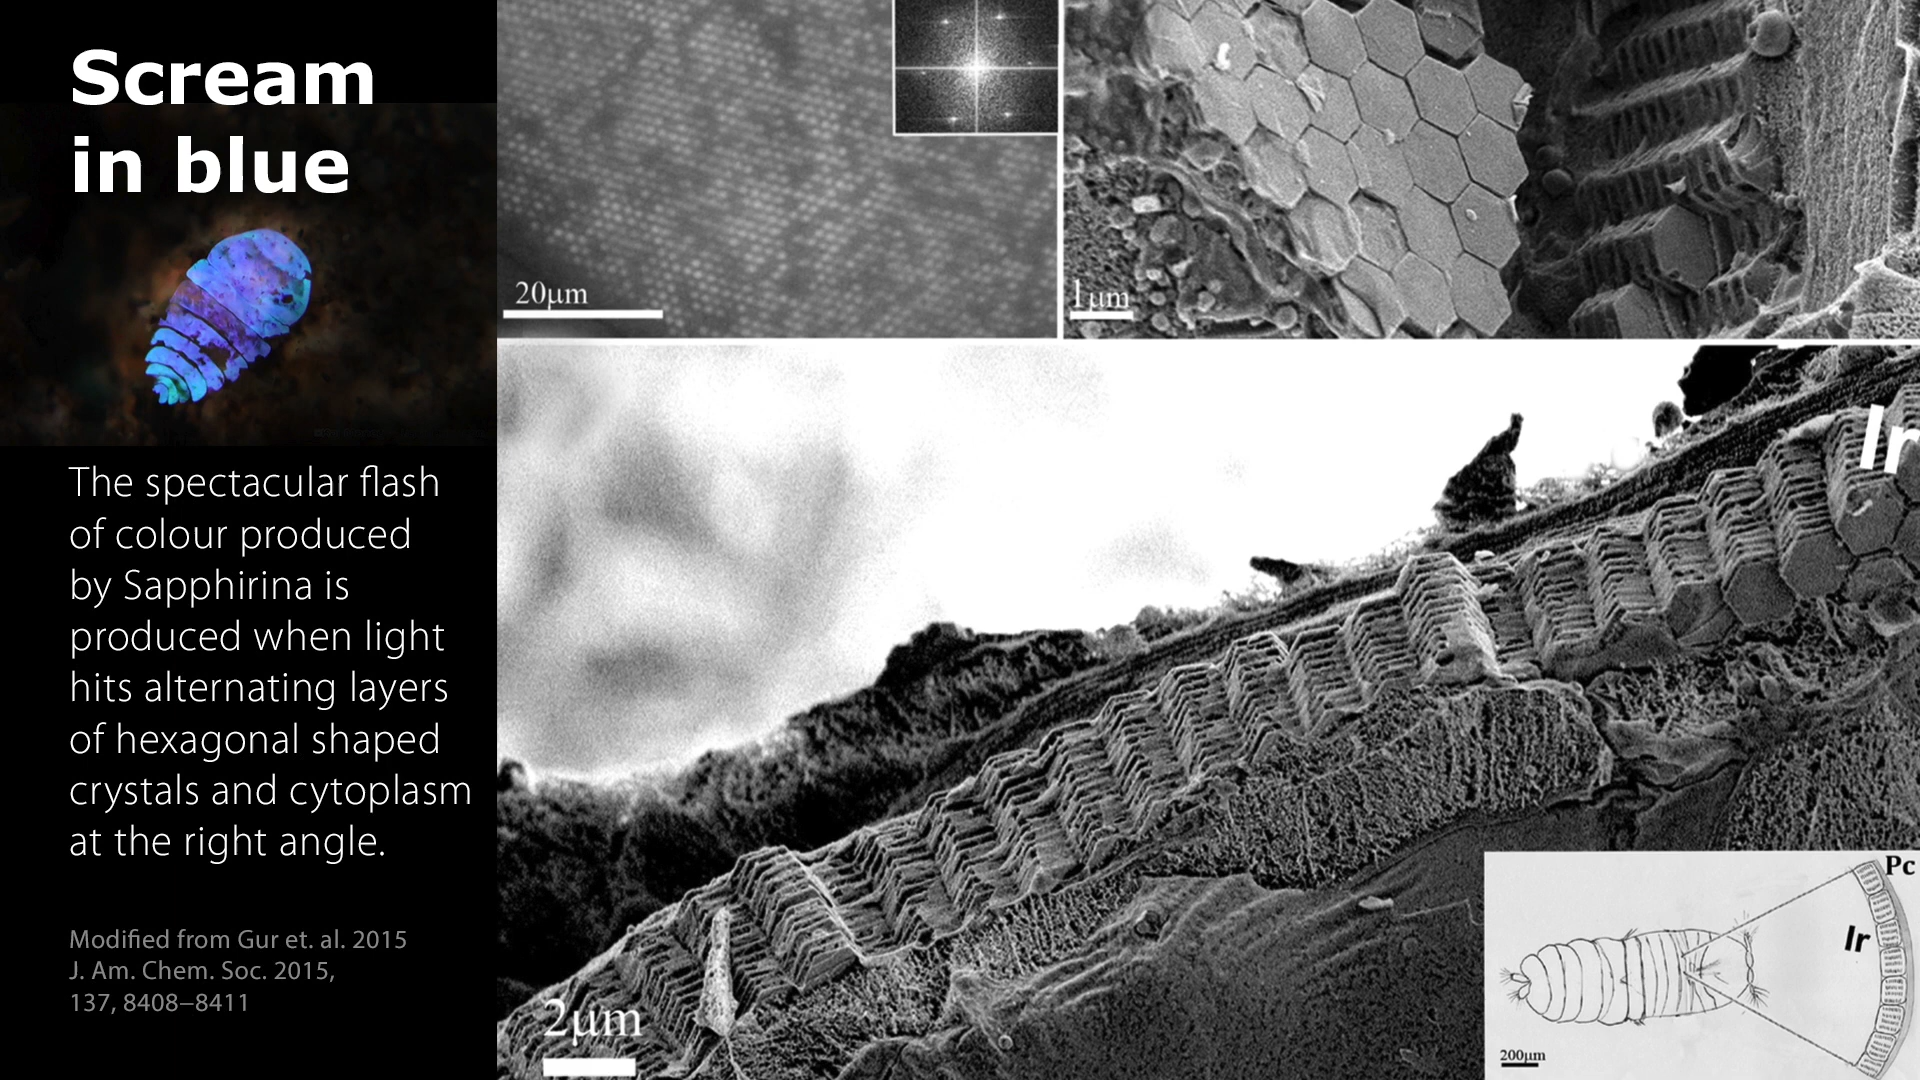 Scream
in blue
The spectacular flash
of colour produced
by Sapphirina is
produced when light
hits alternating layers
of hexagonal shaped
crystals and cytoplasm
at the right angle.
Modified from Gur et. al. 2015
J. Am. Chem. Soc. 2015,
137, 8408–8411
20μm
1μm
Ir
2μm
Pc
Ir
200μm